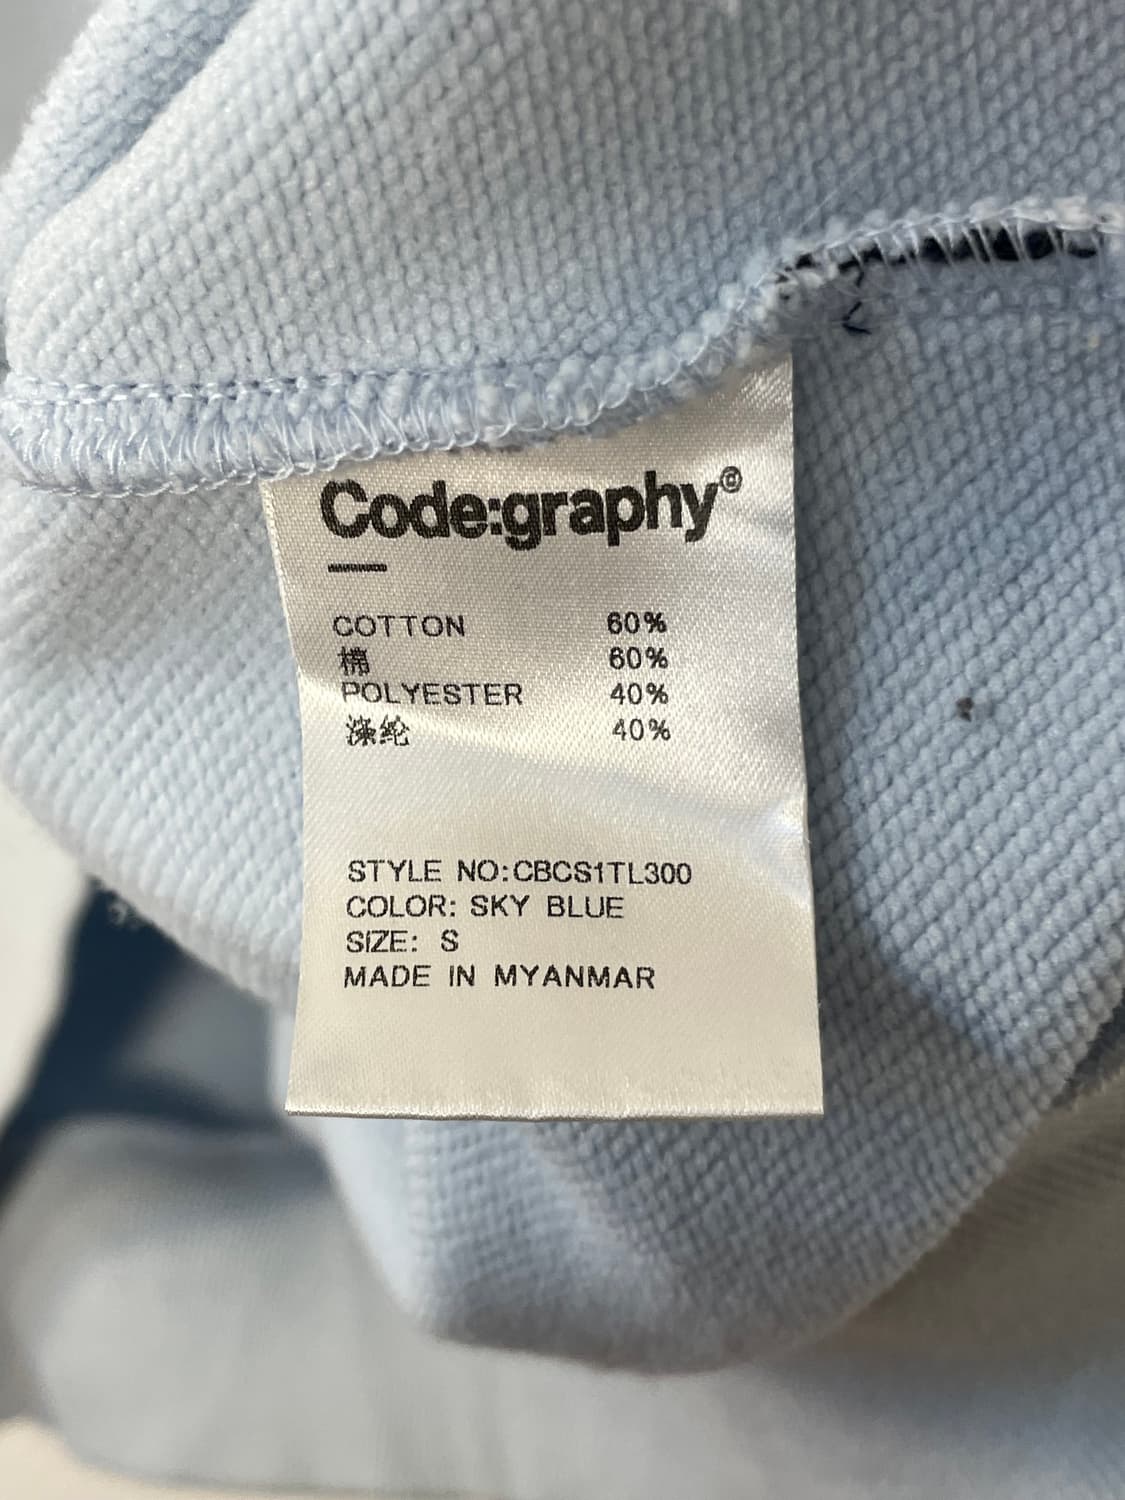 Code:graphy®
COTTON 60%
棉 60%
POLYESTER 40%
涤纶 40%
STYLE NO:CBCS1TL300
COLOR: SKY BLUE
SIZE: S
MADE IN MYANMAR